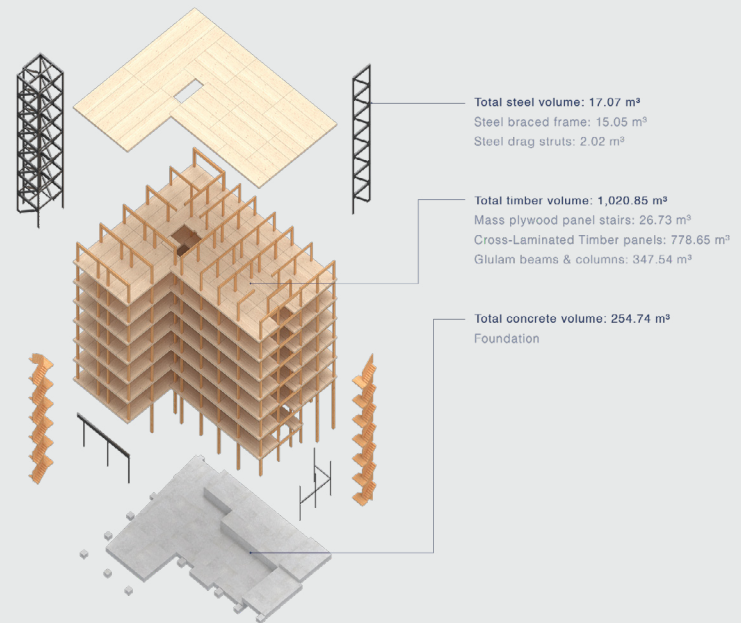 Total steel volume: 17.07 m³
Steel braced frame: 15.05 m³
Steel drag struts: 2.02 m³
Total timber volume: 1,020.85 m³
Mass plywood panel stairs: 26.73 m³
Cross-Laminated Timber panels: 778.65 m³
Glulam beams & columns: 347.54 m³
Total concrete volume: 254.74 m³
Foundation